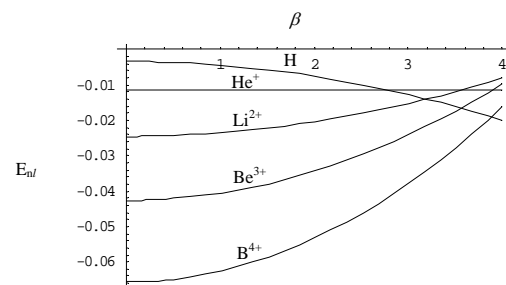 β
1 2 3 4
H
-0.01
He⁺
-0.02
Li²⁺
-0.03
Eₙₗ
Be³⁺
-0.04
-0.05
B⁴⁺
-0.06